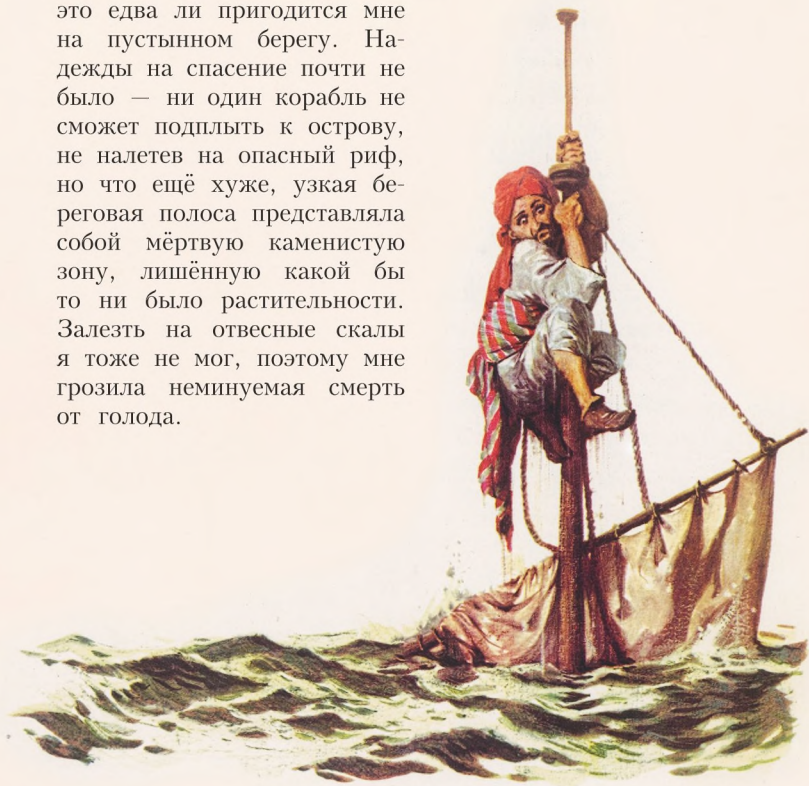 это едва ли пригодится мне
на пустынном берегу. На-
дежды на спасение почти не
было — ни один корабль не
сможет подплыть к острову,
не налетев на опасный риф,
но что ещё хуже, узкая бе-
реговая полоса представляла
собой мёртвую каменистую
зону, лишённую какой бы
то ни было растительности.
Залезть на отвесные скалы
я тоже не мог, поэтому мне
грозила неминуемая смерть
от голода.